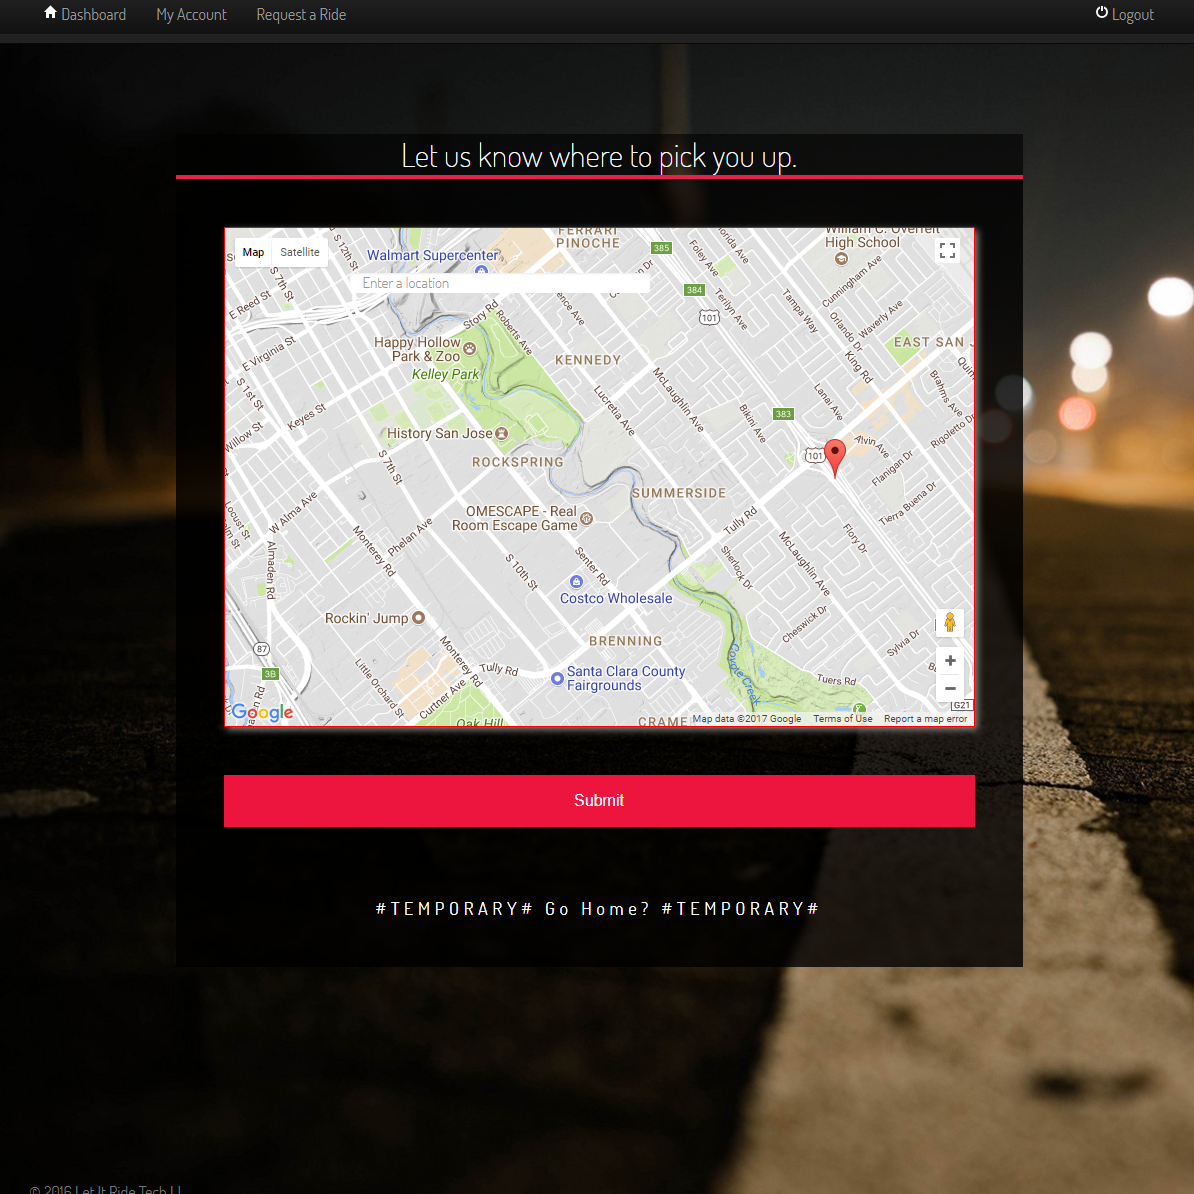 Dashboard
My Account
Request a Ride
Logout
Let us know where to pick you up.
Map
Satellite
Enter a location
Walmart Supercenter
FERRARI
PINOCHE
High School
385
384
101
383
101
87
3B
G21
S 12th St
S 7th St
E Reed St
E Virginia St
S 1st St
Keyes St
Willow St
S 7th St
W Alma Ave
Phelan Ave
Monterey Rd
Almaden Rd
Story Rd
Roberts Ave
Happy Hollow
Park & Zoo
Kelley Park
KENNEDY
History San Jose
ROCKSPRING
Lucretia Ave
McLaughlin Ave
Bikini Ave
Foley Ave
Terilyn Ave
Tampa Way
Cunningham Ave
Orlando Dr
Waverly Ave
King Rd
EAST SAN J
Lanai Ave
Brahms Ave
Rigoletto Dr
Alvin Ave
Flanigan Dr
Tierra Buena Dr
Flory Dr
SUMMERSIDE
OMESCAPE - Real
Room Escape Game
Tully Rd
Sherlock Dr
McLaughlin Ave
S 10th St
Senter Rd
Costco Wholesale
Rockin' Jump
BRENNING
Cheswick Dr
Sylvia Dr
Monterey Rd
Tully Rd
Santa Clara County
Fairgrounds
Coyote Creek
Tuers Rd
Little Orchard St
Curtner Ave
Oak Hill
CRAME
Google
Map data ©2017 Google
Terms of Use
Report a map error
Submit
#TEMPORARY# Go Home? #TEMPORARY#
© 2016 Let It Ride Tech